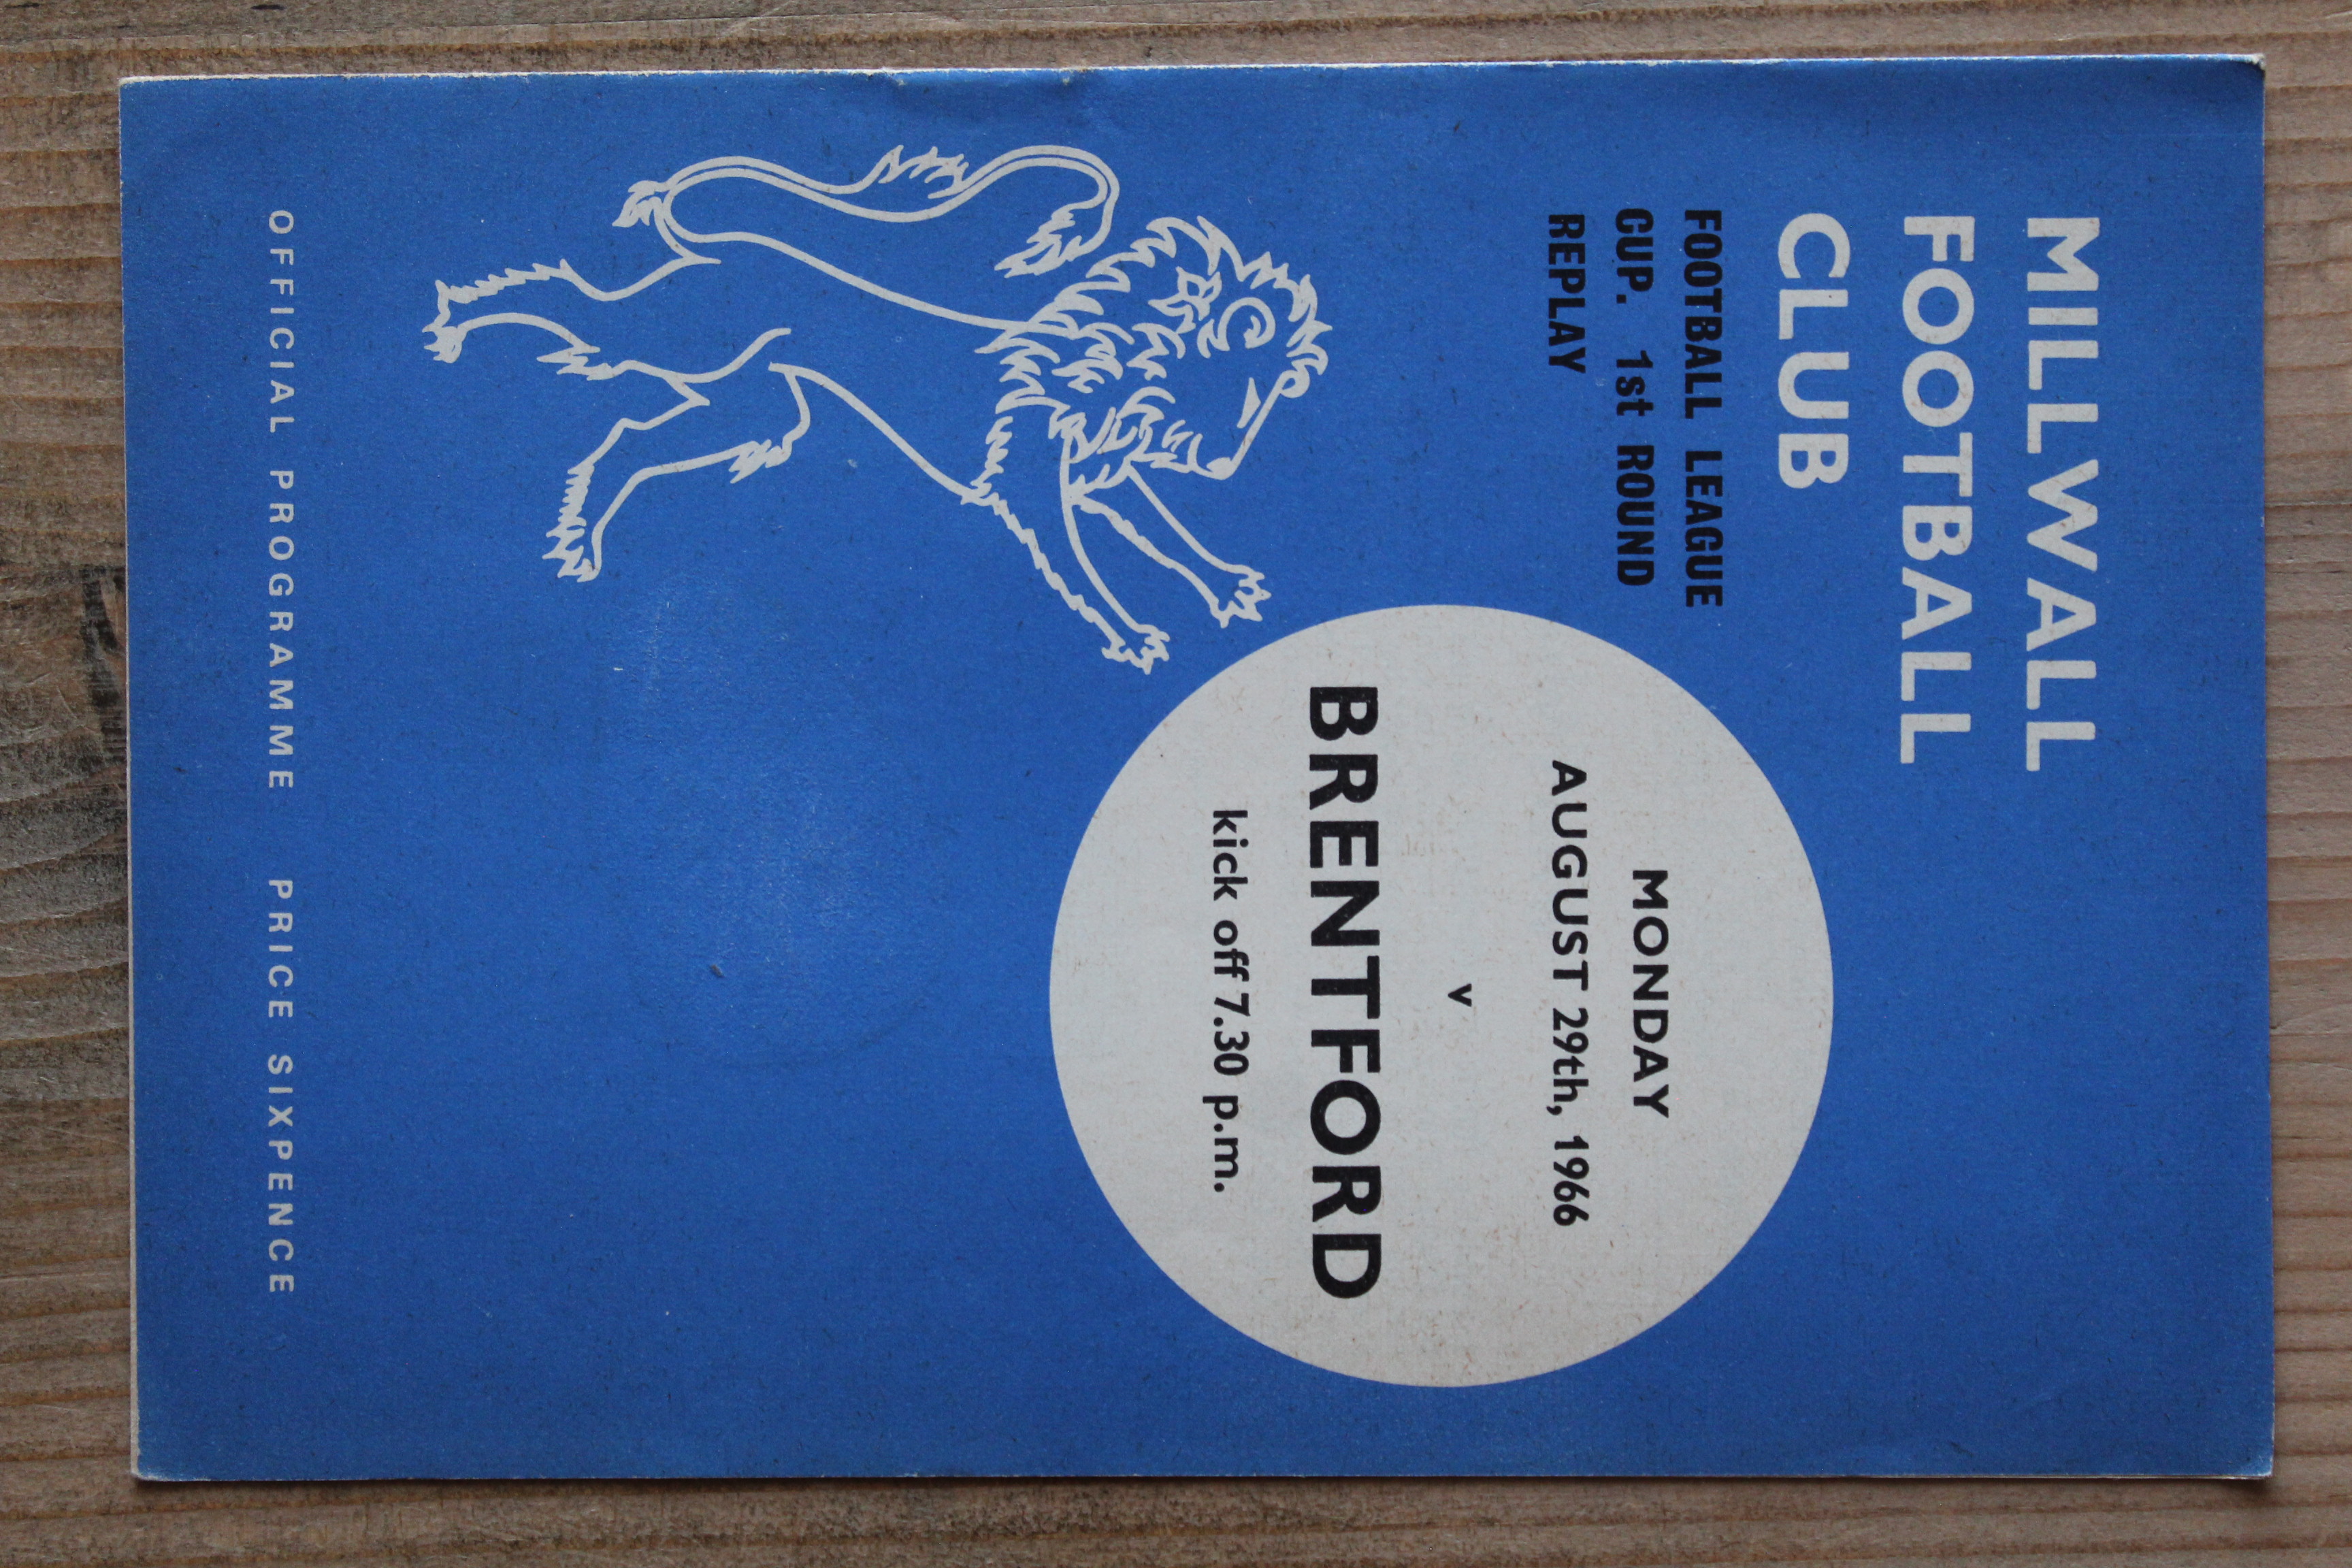 MILLWALL
FOOTBALL
CLUB
FOOTBALL LEAGUE
CUP. 1st ROUND
REPLAY
MONDAY
AUGUST 29th, 1966
v
BRENTFORD
kick off 7.30 p.m.
OFFICIAL PROGRAMME PRICE SIXPENCE